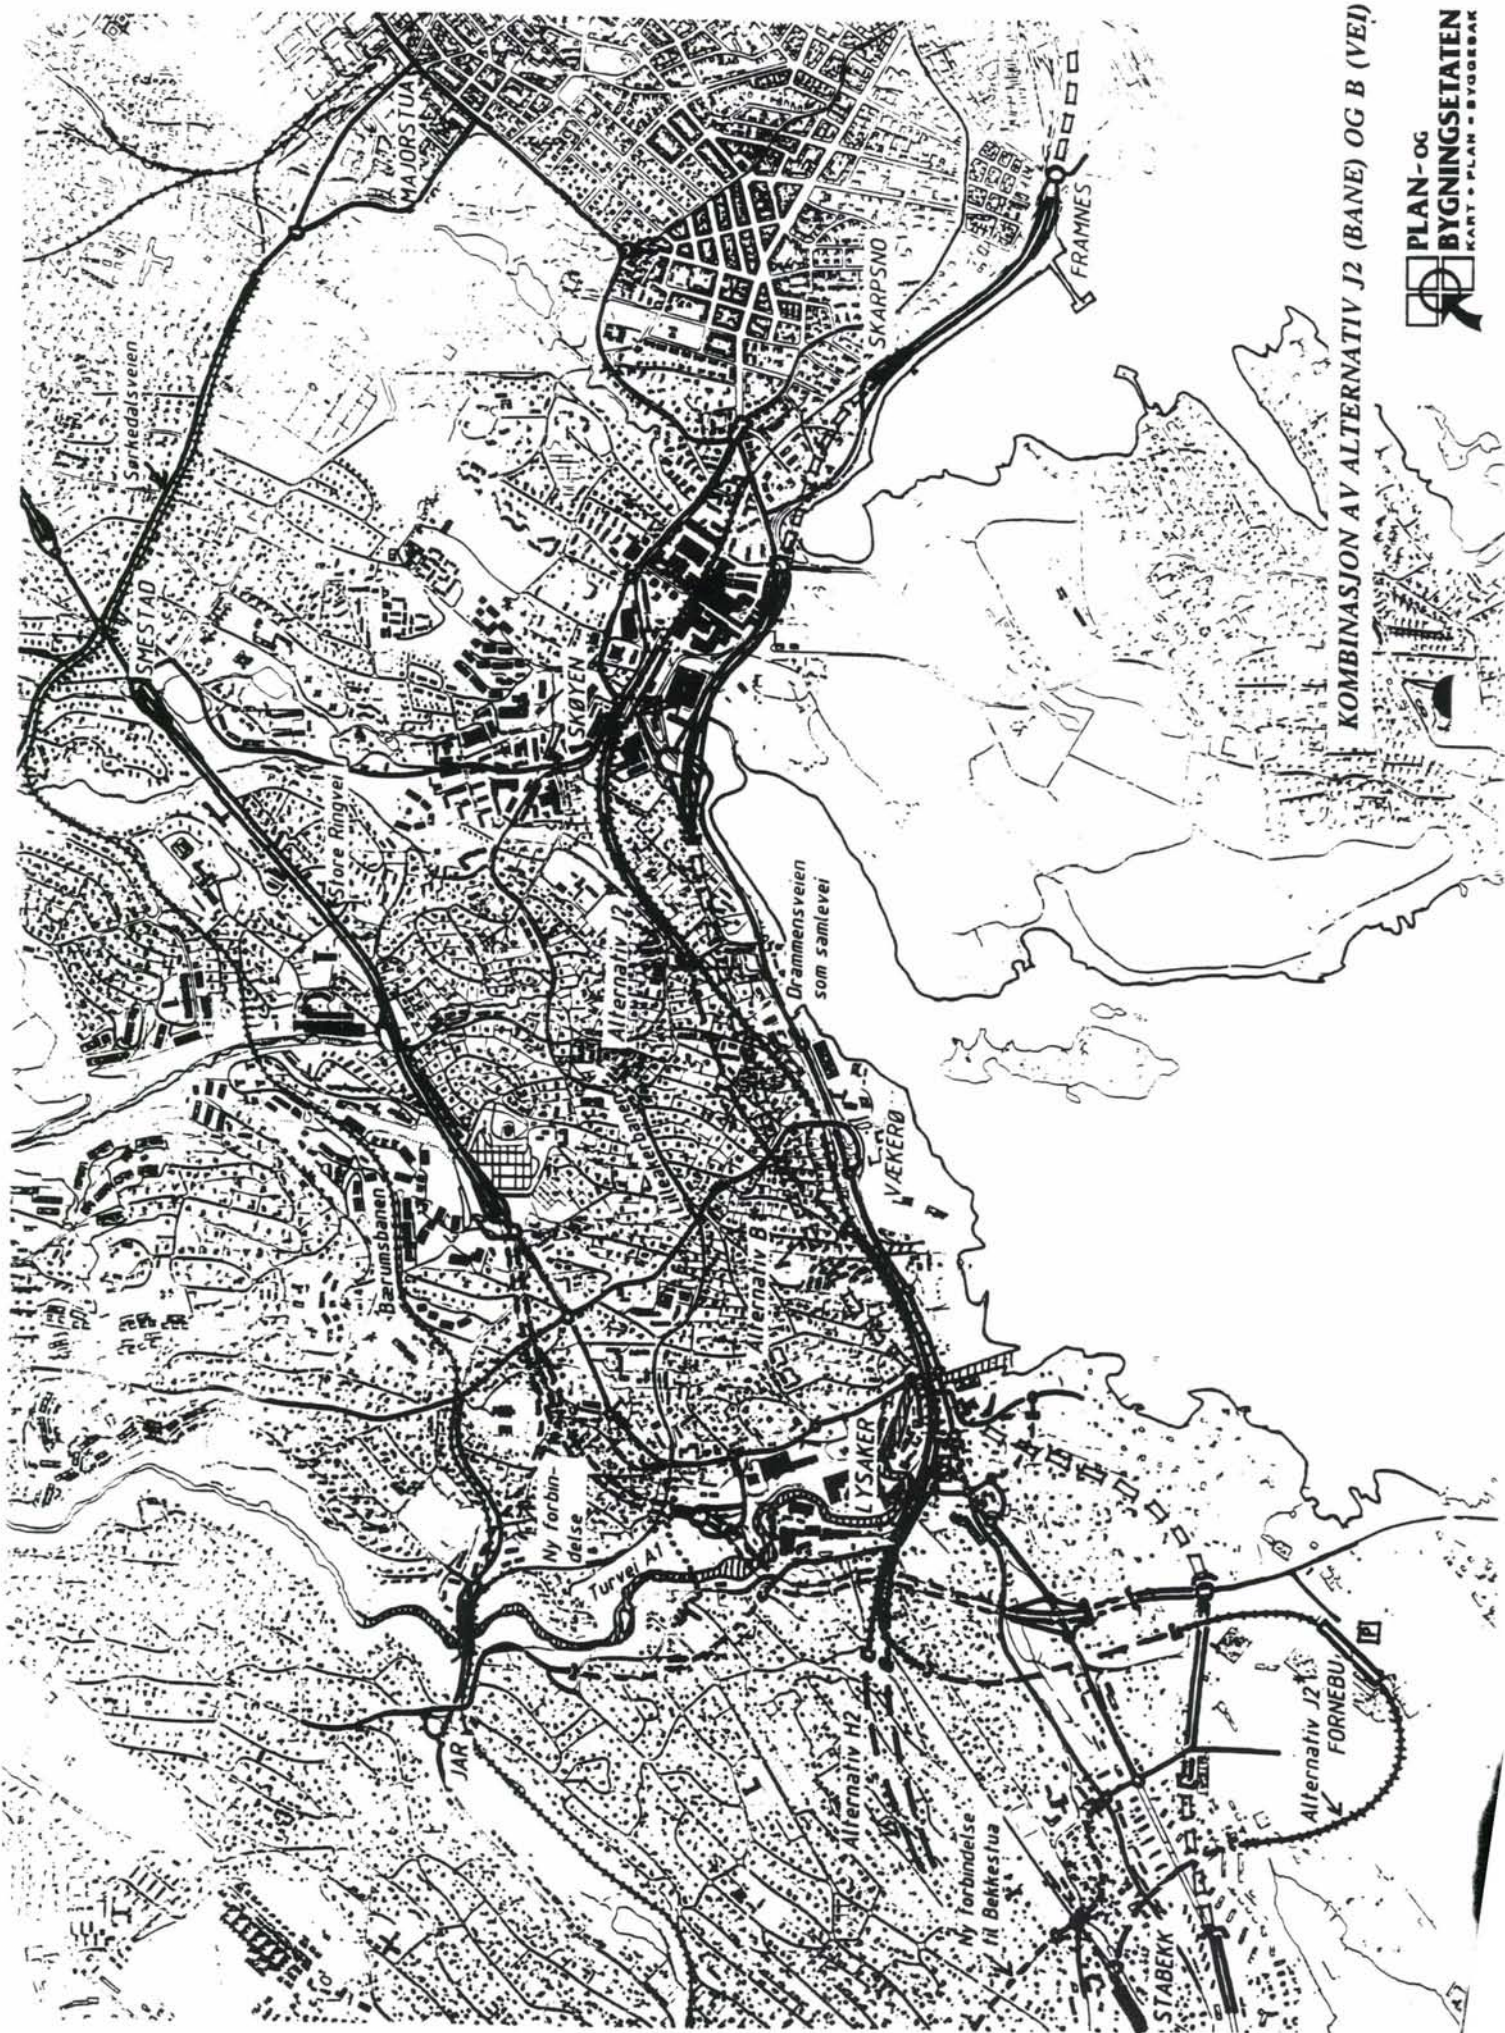 MAJORSTUA
Sørkedalsveien
SMESTAD
Store Ringvei
SKARPSNO
FRAMNES
SKØYEN
Alternativ J2
Drammensveien
som samlevei
Bærumsbanen
Lilleakerbanen
VÆKERØ
Alternativ B
LYSAKER
Ny forbin-
delse
Turvei A1
JAR
Alternativ H2
Ny forbindelse
til Bekkestua
STABEKK
Alternativ J2
FORNEBU
P
KOMBINASJON AV ALTERNATIV J2 (BANE) OG B (VEI)
PLAN- OG
BYGNINGSETATEN
KART • PLAN • BYGGESAK